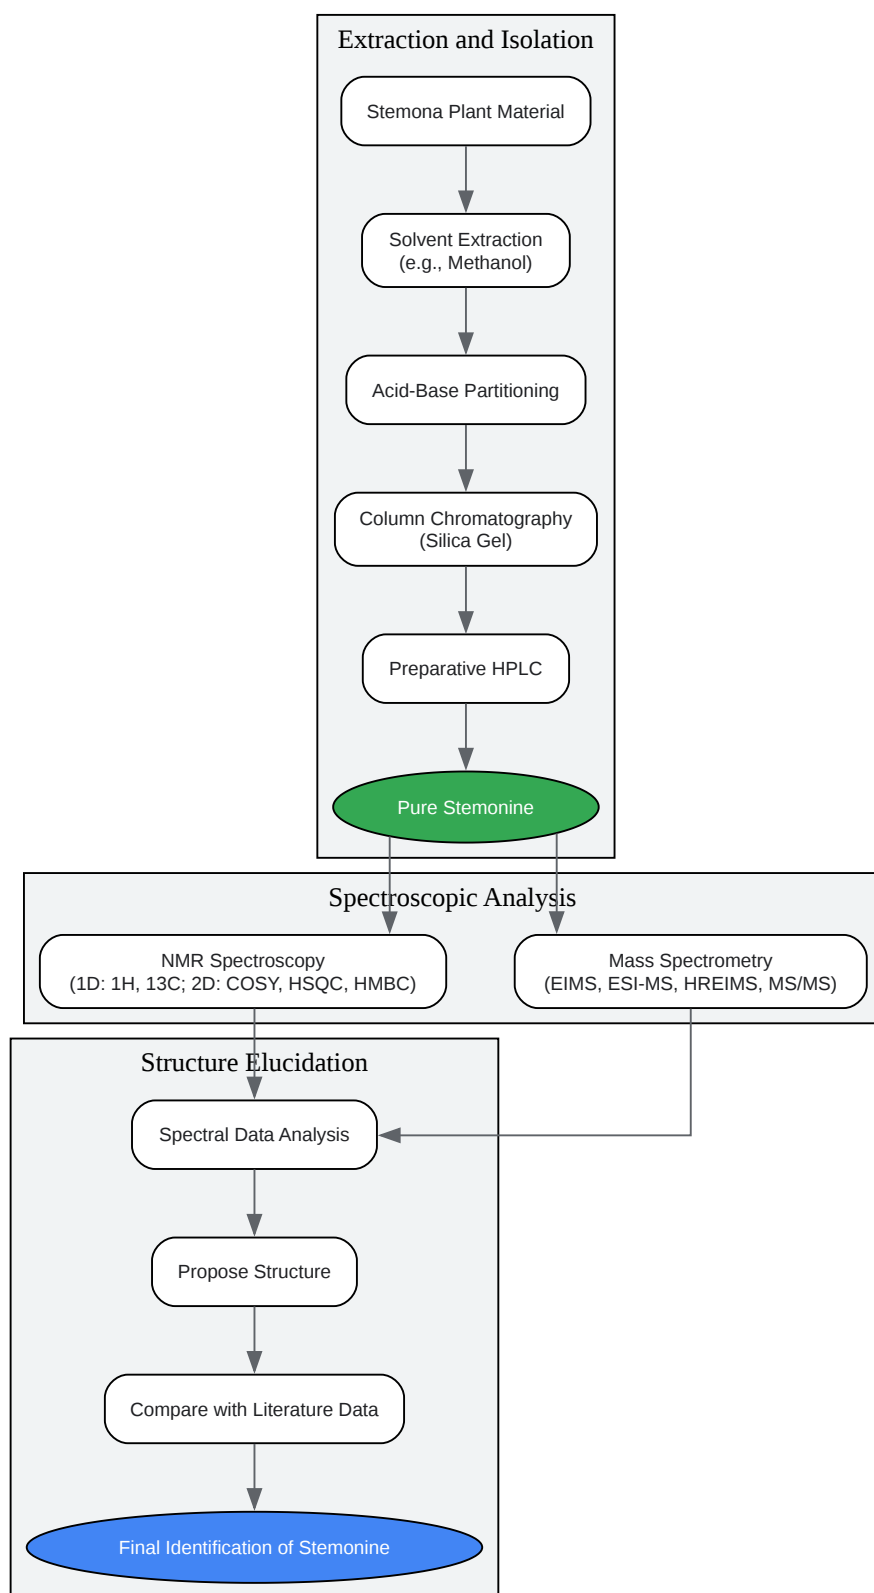 Extraction and Isolation
Stemona Plant Material
Solvent Extraction
(e.g., Methanol)
Acid-Base Partitioning
Column Chromatography
(Silica Gel)
Preparative HPLC
Pure Stemonine
Spectroscopic Analysis
NMR Spectroscopy
(1D: 1H, 13C; 2D: COSY, HSQC, HMBC)
Mass Spectrometry
(EIMS, ESI-MS, HREIMS, MS/MS)
Structure Elucidation
Spectral Data Analysis
Propose Structure
Compare with Literature Data
Final Identification of Stemonine